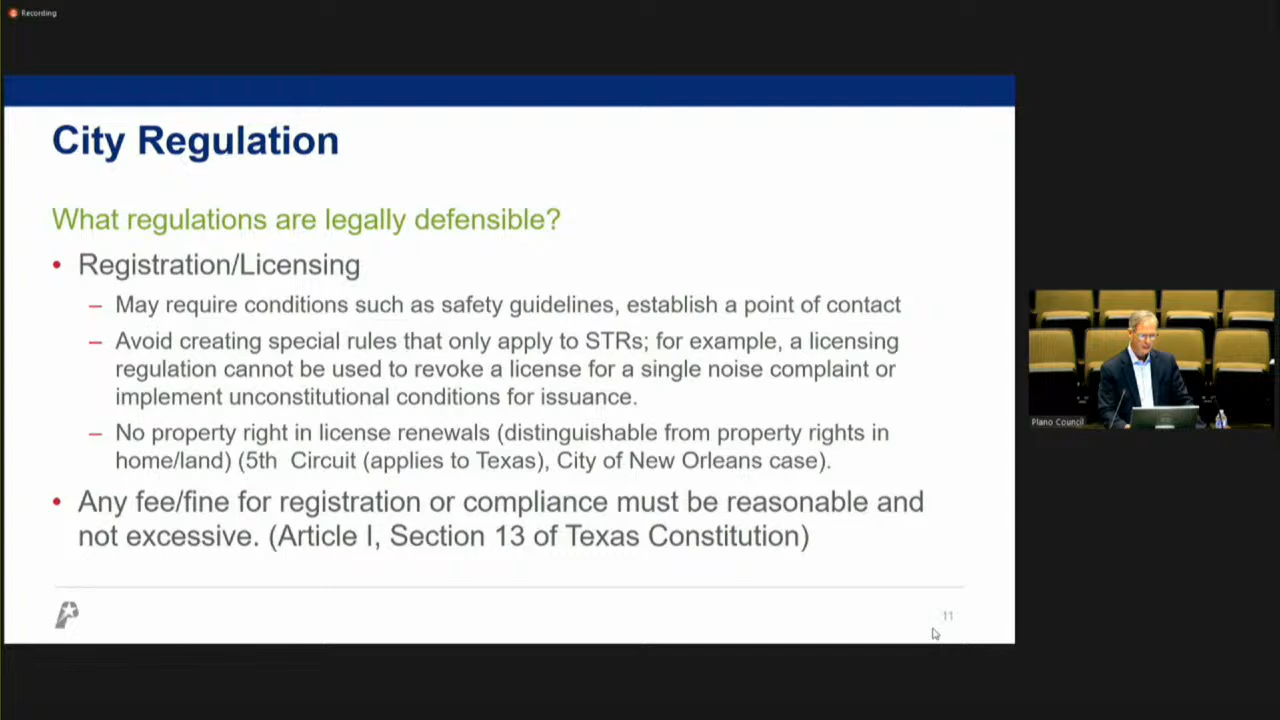 Recording
City Regulation
What regulations are legally defensible?
• Registration/Licensing
– May require conditions such as safety guidelines, establish a point of contact
– Avoid creating special rules that only apply to STRs; for example, a licensing
regulation cannot be used to revoke a license for a single noise complaint or
implement unconstitutional conditions for issuance.
– No property right in license renewals (distinguishable from property rights in
home/land) (5th Circuit (applies to Texas), City of New Orleans case).
• Any fee/fine for registration or compliance must be reasonable and
not excessive. (Article I, Section 13 of Texas Constitution)
11
Plano Council